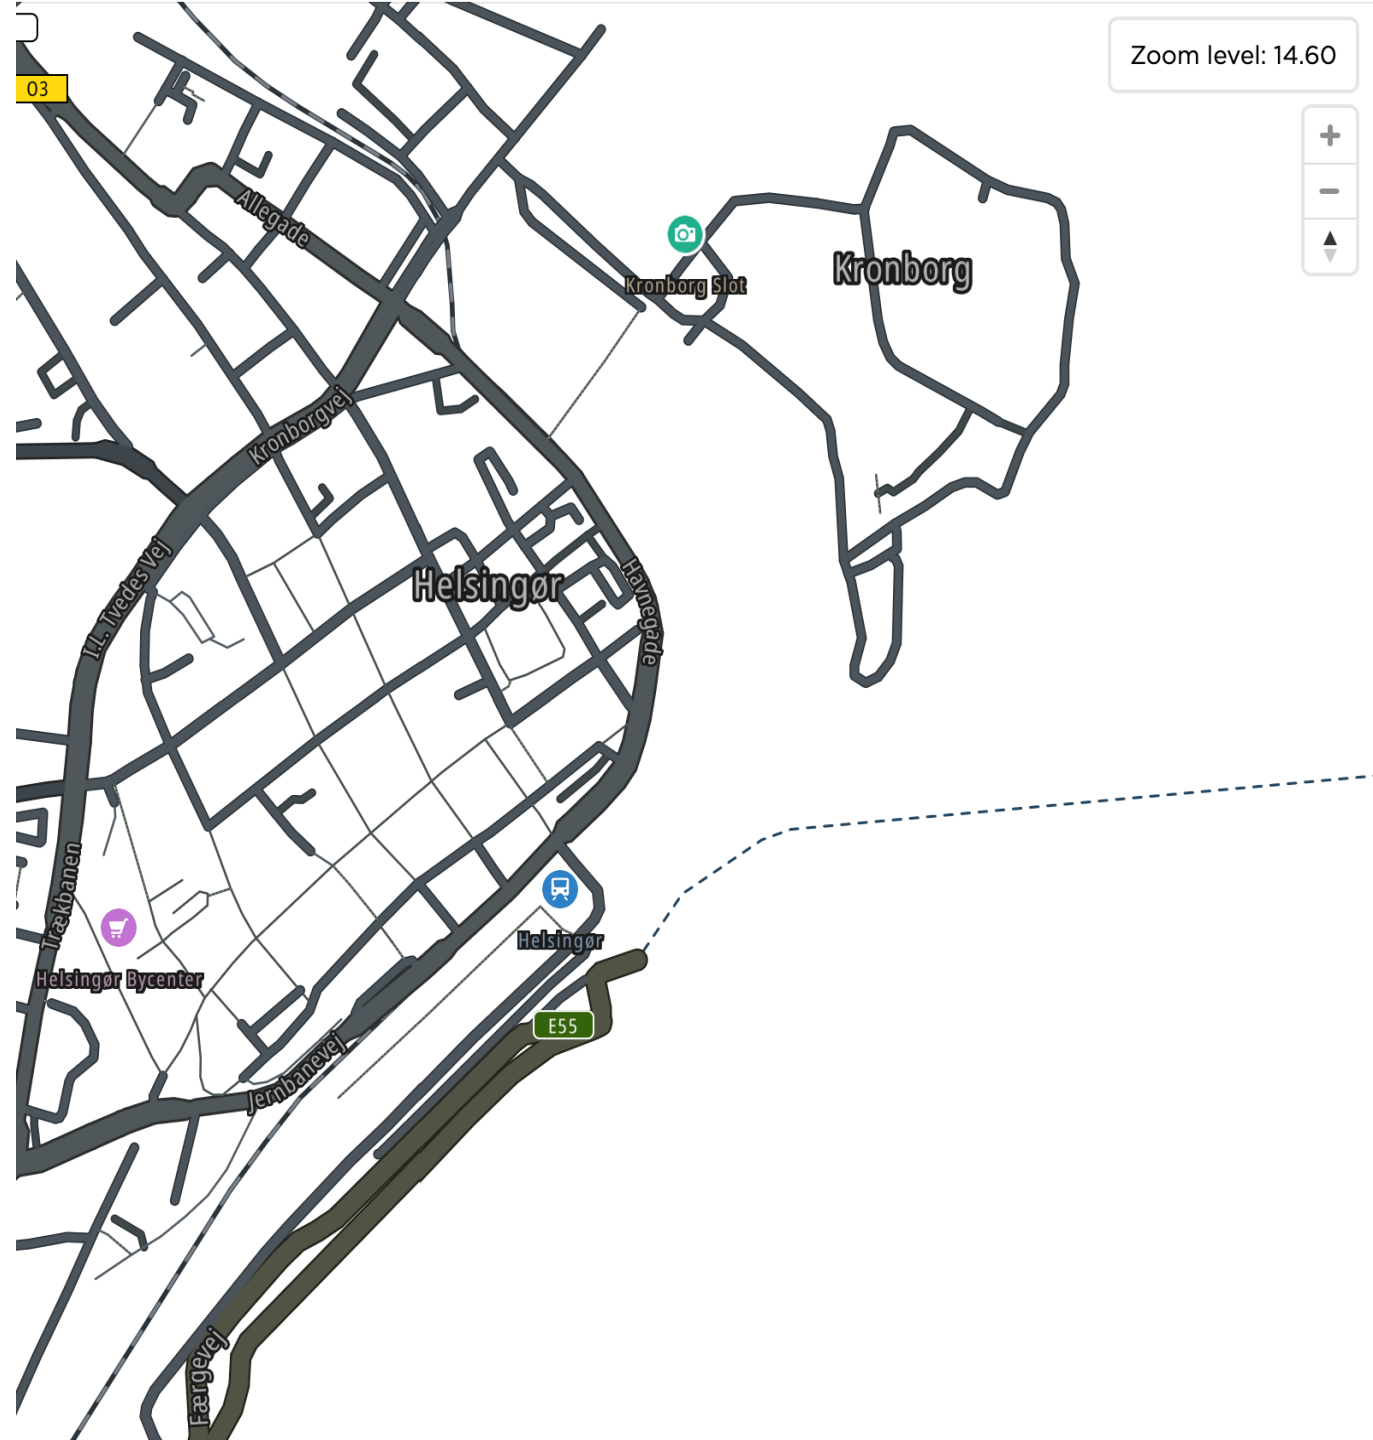 Zoom level: 14.60
03
Allegade
Kronborg
Kronborg Slot
Kronborgvej
Helsingør
I.L. Tvedes Vej
Havnegade
Trækbanen
Helsingør
Helsingør Bycenter
E55
Jernbanevej
Færgevej